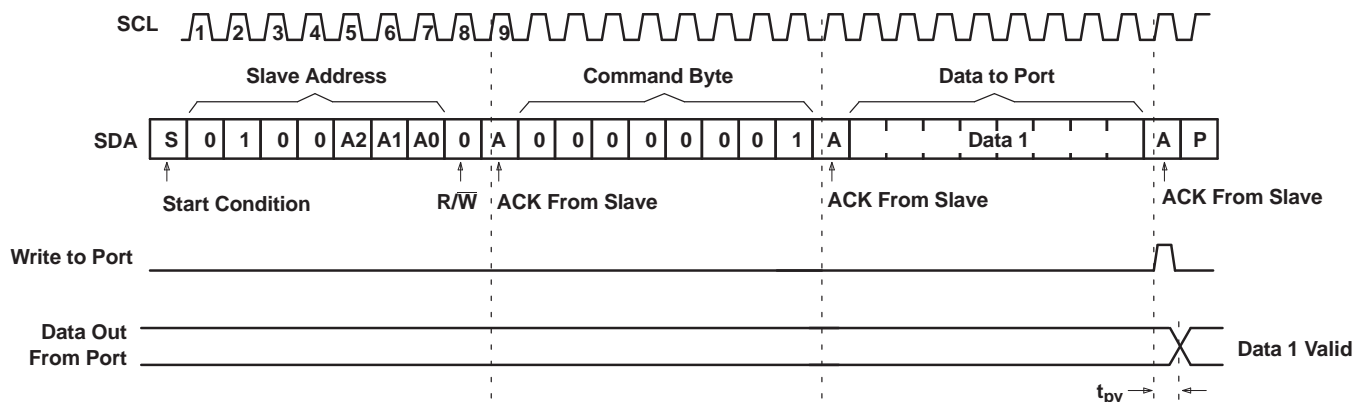 SCL 1 2 3 4 5 6 7 8 9
Slave Address Command Byte Data to Port
SDA S 0 1 0 0 A2 A1 A0 0 A 0 0 0 0 0 0 0 1 A Data 1 A P
Start Condition R/W̅ ACK From Slave ACK From Slave ACK From Slave
Write to Port
Data Out
From Port
Data 1 Valid
tpv